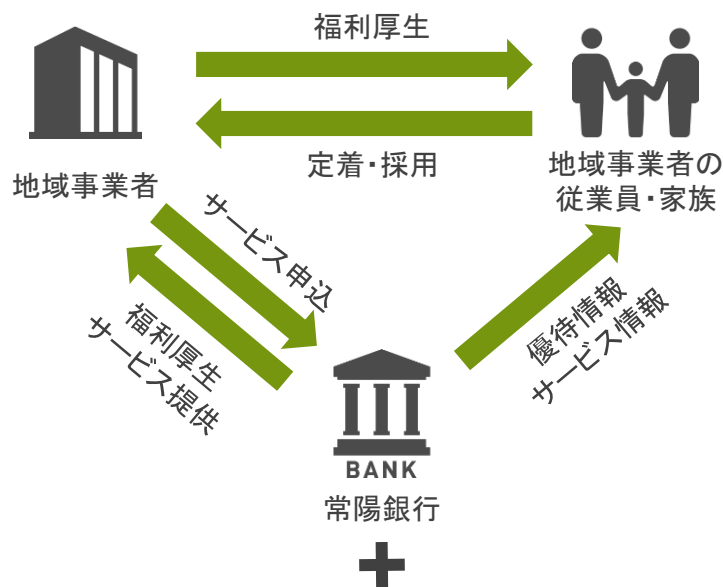 福利厚生
定着・採用
地域事業者
地域事業者の
従業員・家族
サービス申込
福利厚生
サービス提供
優待情報
サービス情報
BANK
常陽銀行